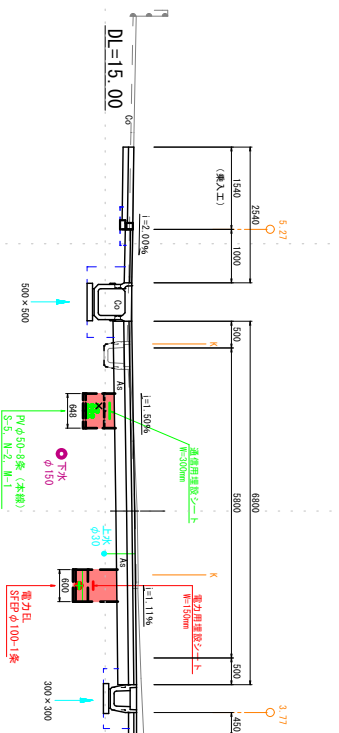 DL=15.00
Co
2540
1540
1000
(乗入工)
5.27
i=2.00%
500
6800
5800
500
450
3.77
K
K
Co
500×500
As
i=1.50%
648
通信用埋設シート
W=300mm
PVφ50-8条 (本線)
S-5, N-2, M-1
下水
φ150
上水
φ30
As
i=1.11%
600
電力用埋設シート
W=150mm
電力EL
SFEPφ100-1条
300×300